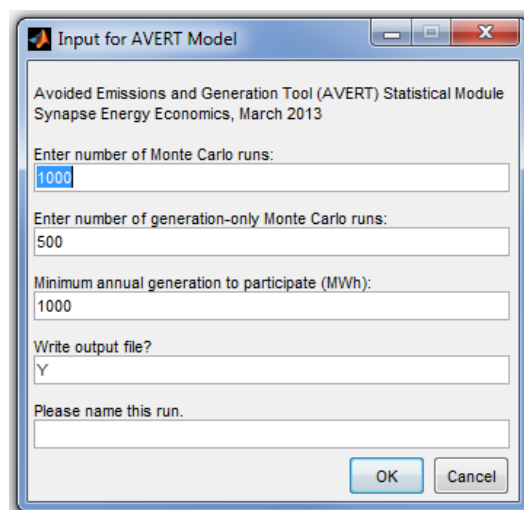 Input for AVERT Model
Avoided Emissions and Generation Tool (AVERT) Statistical Module
Synapse Energy Economics, March 2013
Enter number of Monte Carlo runs:
1000
Enter number of generation-only Monte Carlo runs:
500
Minimum annual generation to participate (MWh):
1000
Write output file?
Y
Please name this run.
OK Cancel